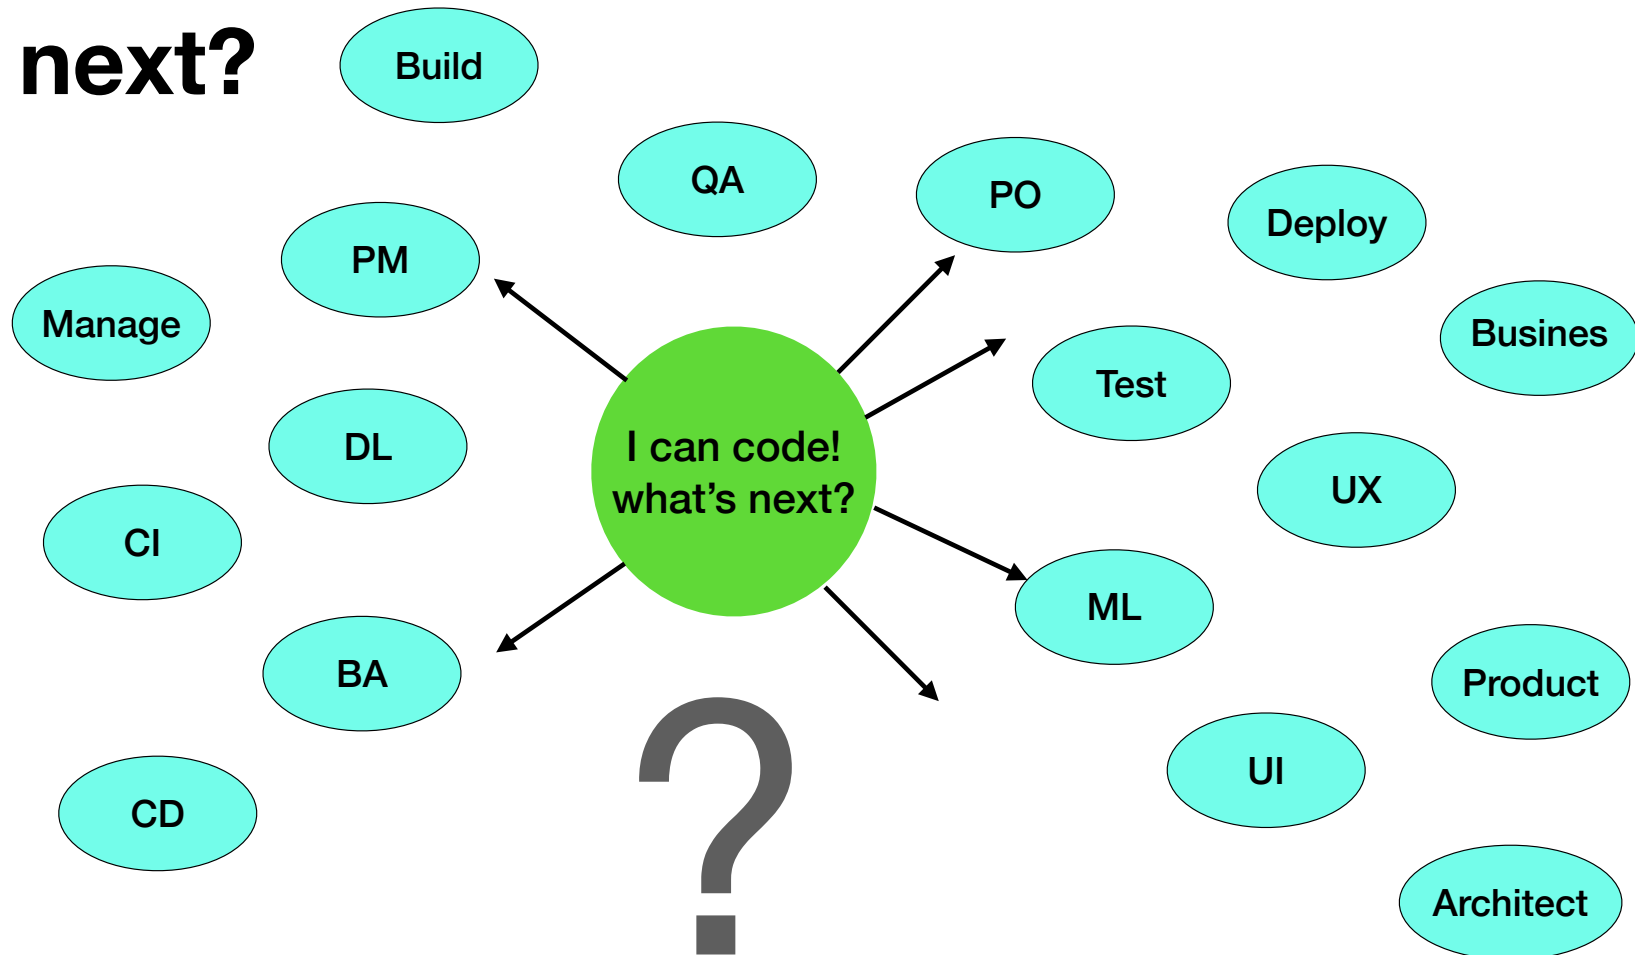 next?
Build
QA
PO
Deploy
PM
Manage
Busines
Test
DL
I can code!
what's next?
UX
CI
ML
BA
Product
UI
CD
Architect
?